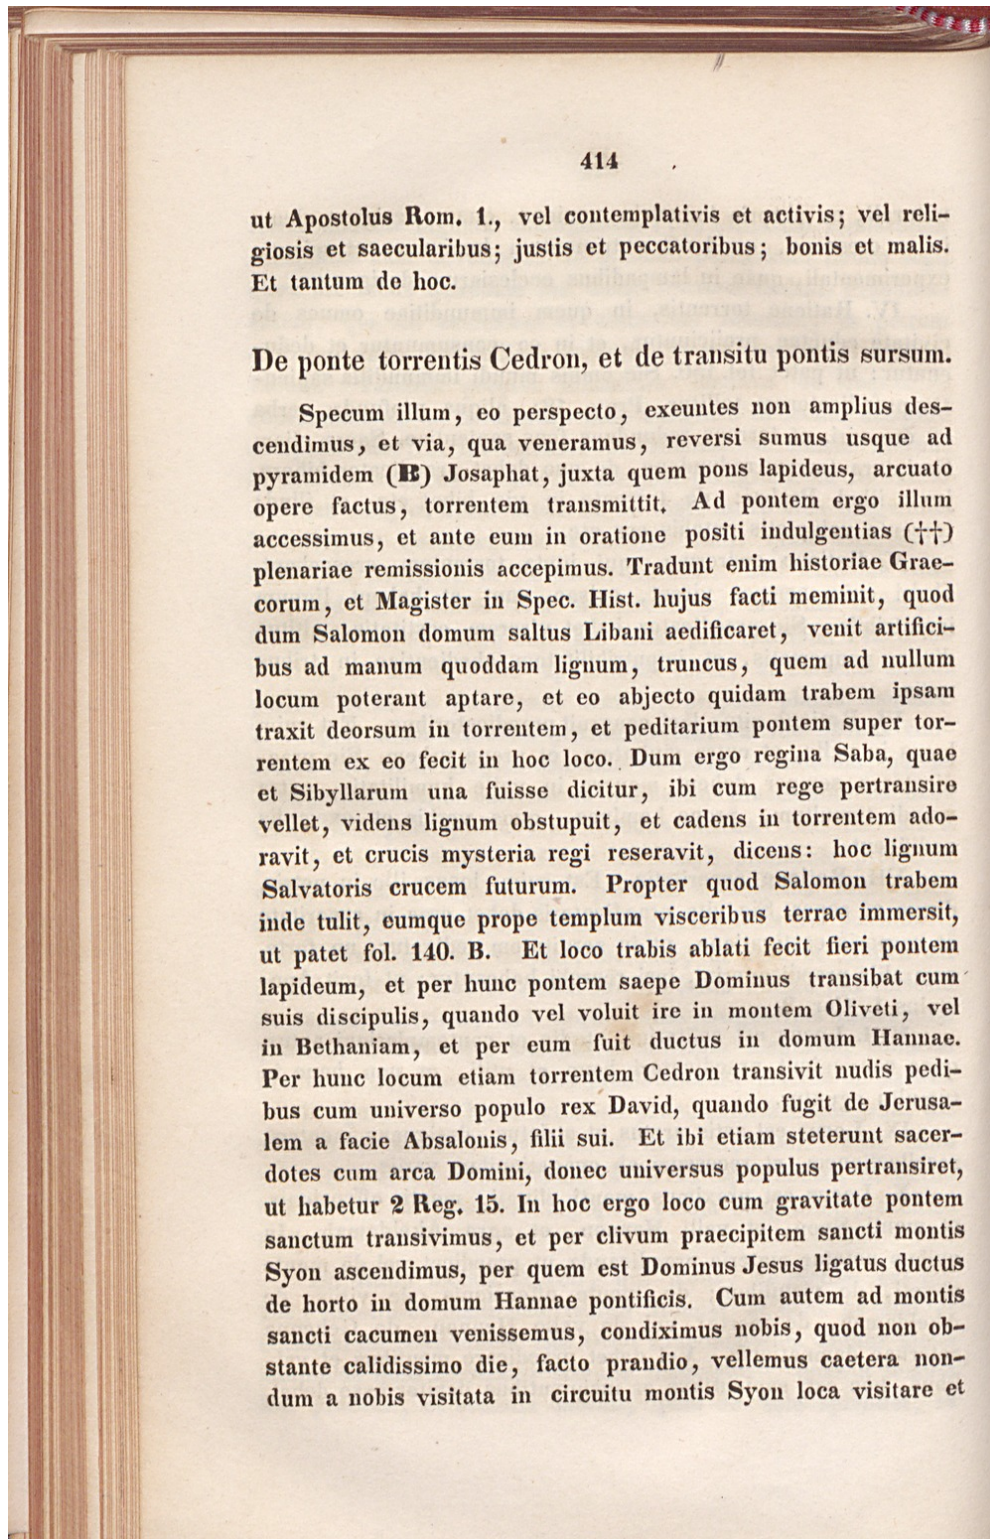 414
ut Apostolus Rom. 1., vel contemplativis et activis; vel reli-
giosis et saecularibus; justis et peccatoribus; bonis et malis.
Et tantum de hoc.
De ponte torrentis Cedron, et de transitu pontis sursum.
Specum illum, eo perspecto, exeuntes non amplius des-
cendimus, et via, qua veneramus, reversi sumus usque ad
pyramidem (B) Josaphat, juxta quem pons lapideus, arcuato
opere factus, torrentem transmittit. Ad pontem ergo illum
accessimus, et ante eum in oratione positi indulgentias (††)
plenariae remissionis accepimus. Tradunt enim historiae Grae-
corum, et Magister in Spec. Hist. hujus facti meminit, quod
dum Salomon domum saltus Libani aedificaret, venit artifici-
bus ad manum quoddam lignum, truncus, quem ad nullum
locum poterant aptare, et eo abjecto quidam trabem ipsam
traxit deorsum in torrentem, et peditarium pontem super tor-
rentem ex eo fecit in hoc loco. Dum ergo regina Saba, quae
et Sibyllarum una fuisse dicitur, ibi cum rege pertransire
vellet, videns lignum obstupuit, et cadens in torrentem ado-
ravit, et crucis mysteria regi reseravit, dicens: hoc lignum
Salvatoris crucem futurum. Propter quod Salomon trabem
inde tulit, eumque prope templum visceribus terrae immersit,
ut patet fol. 140. B. Et loco trabis ablati fecit fieri pontem
lapideum, et per hunc pontem saepe Dominus transibat cum
suis discipulis, quando vel voluit ire in montem Oliveti, vel
in Bethaniam, et per eum fuit ductus in domum Hannae.
Per hunc locum etiam torrentem Cedron transivit nudis pedi-
bus cum universo populo rex David, quando fugit de Jerusa-
lem a facie Absalonis, filii sui. Et ibi etiam steterunt sacer-
dotes cum arca Domini, donec universus populus pertransiret,
ut habetur 2 Reg. 15. In hoc ergo loco cum gravitate pontem
sanctum transivimus, et per clivum praecipitem sancti montis
Syon ascendimus, per quem est Dominus Jesus ligatus ductus
de horto in domum Hannae pontificis. Cum autem ad montis
sancti cacumen venissemus, condiximus nobis, quod non ob-
stante calidissimo die, facto prandio, vellemus caetera non-
dum a nobis visitata in circuitu montis Syon loca visitare et